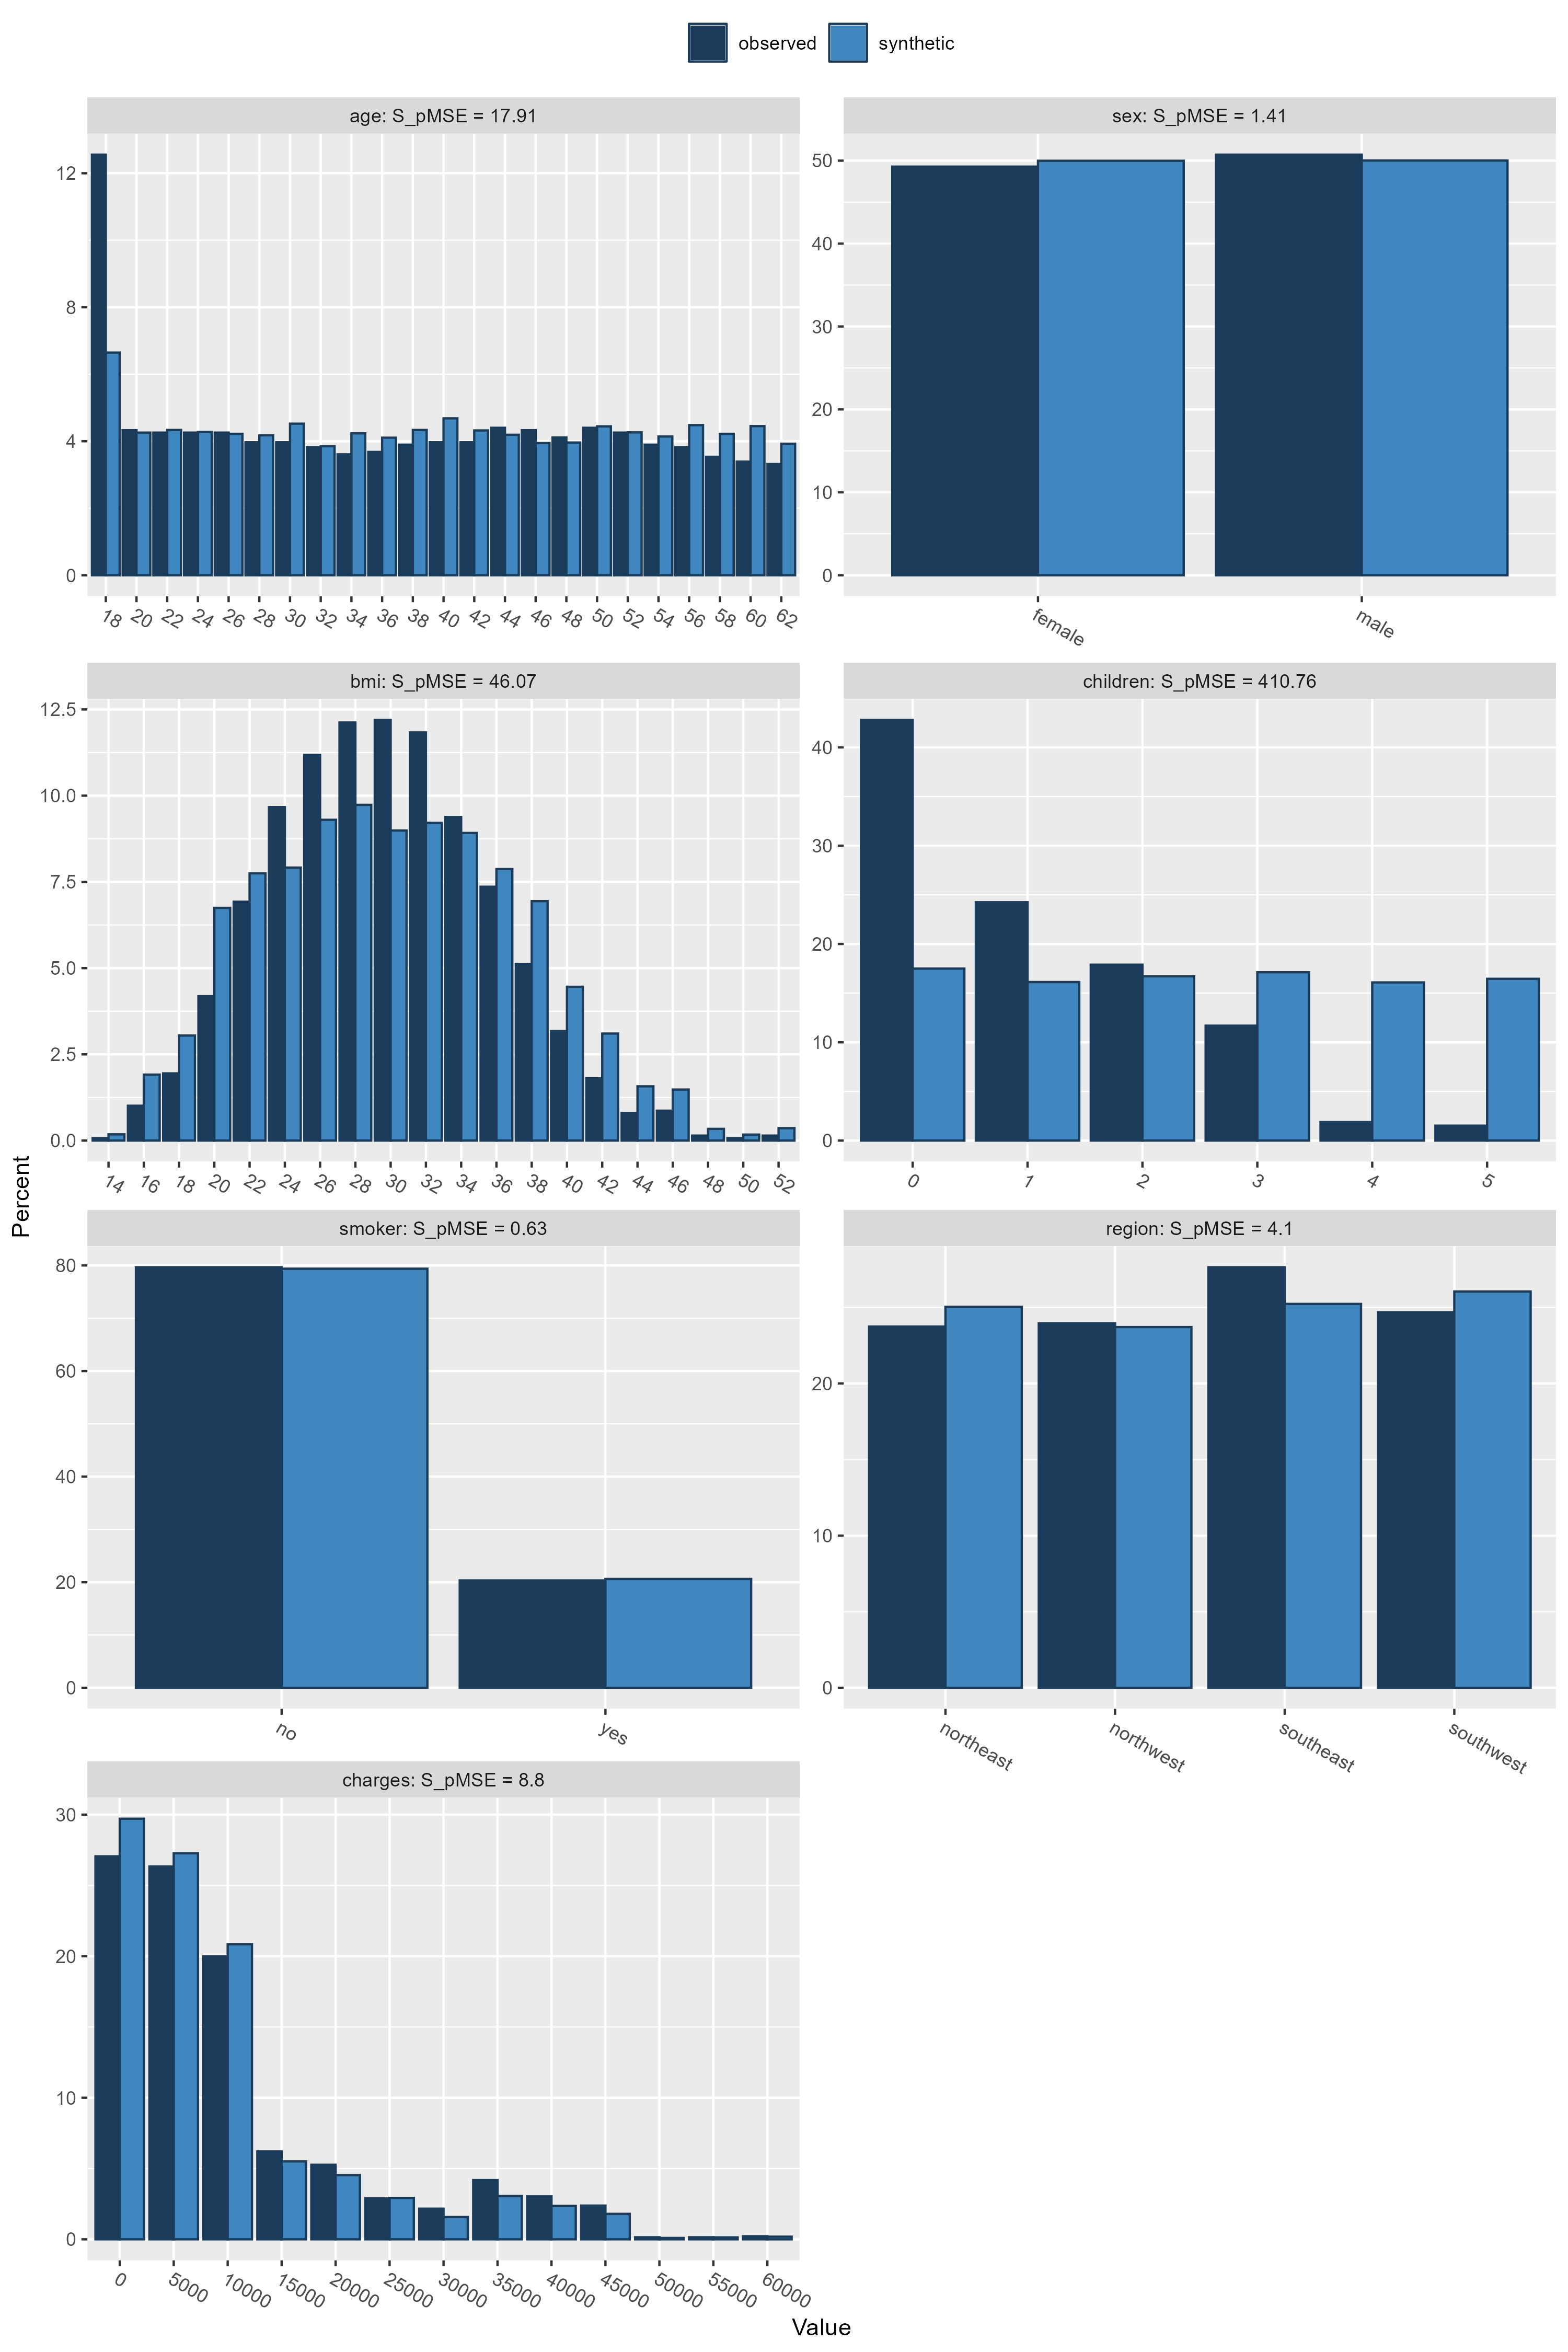 observed synthetic
age: S_pMSE = 17.91
12
8
4
0
18 20 22 24 26 28 30 32 34 36 38 40 42 44 46 48 50 52 54 56 58 60 62
sex: S_pMSE = 1.41
50
40
30
20
10
0
female male
bmi: S_pMSE = 46.07
12.5
10.0
7.5
5.0
2.5
0.0
14 16 18 20 22 24 26 28 30 32 34 36 38 40 42 44 46 48 50 52
children: S_pMSE = 410.76
40
30
20
10
0
0 1 2 3 4 5
Percent
smoker: S_pMSE = 0.63
80
60
40
20
0
no yes
region: S_pMSE = 4.1
20
10
0
northeast northwest southeast southwest
charges: S_pMSE = 8.8
30
20
10
0
0 5000 10000 15000 20000 25000 30000 35000 40000 45000 50000 55000 60000
Value